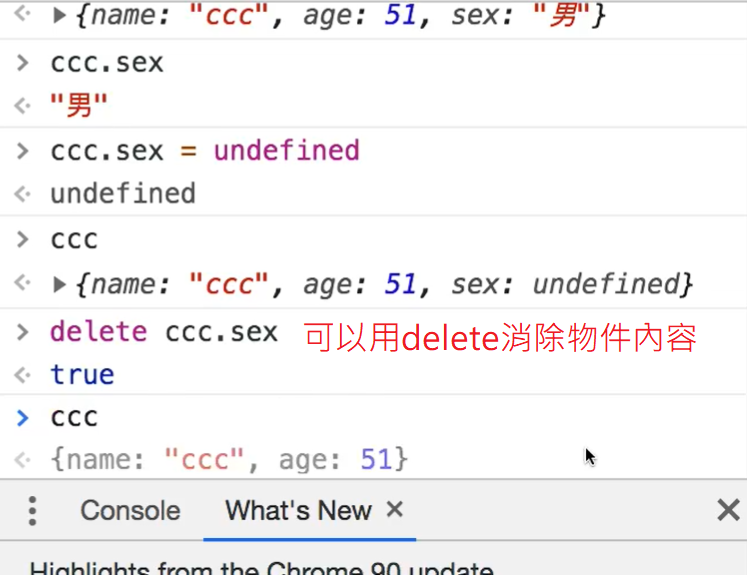 {name: "ccc", age: 51, sex: "男"}
ccc.sex
"男"
ccc.sex = undefined
undefined
ccc
{name: "ccc", age: 51, sex: undefined}
delete ccc.sex 可以用delete消除物件內容
true
ccc
{name: "ccc", age: 51}
Console What's New
Highlights from the Chrome 90 update